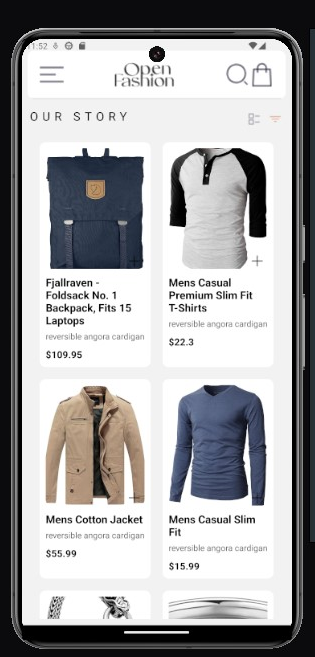 11:52
Open
Fashion
OUR STORY
Fjallraven -
Foldsack No. 1
Backpack, Fits 15
Laptops
reversible angora cardigan
$109.95
Mens Casual
Premium Slim Fit
T-Shirts
reversible angora cardigan
$22.3
Mens Cotton Jacket
reversible angora cardigan
$55.99
Mens Casual Slim
Fit
reversible angora cardigan
$15.99